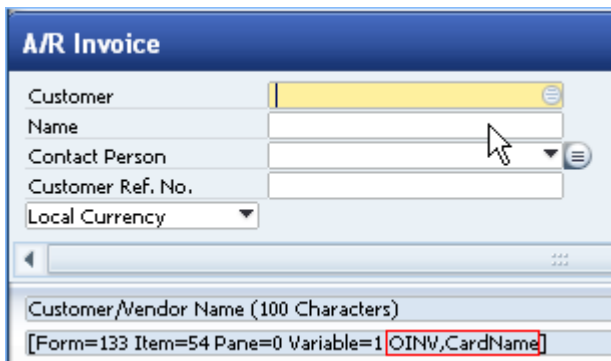 A/R Invoice
Customer
Name
Contact Person
Customer Ref. No.
Local Currency
Customer/Vendor Name (100 Characters)
[Form=133 Item=54 Pane=0 Variable=1 OINV,CardName]